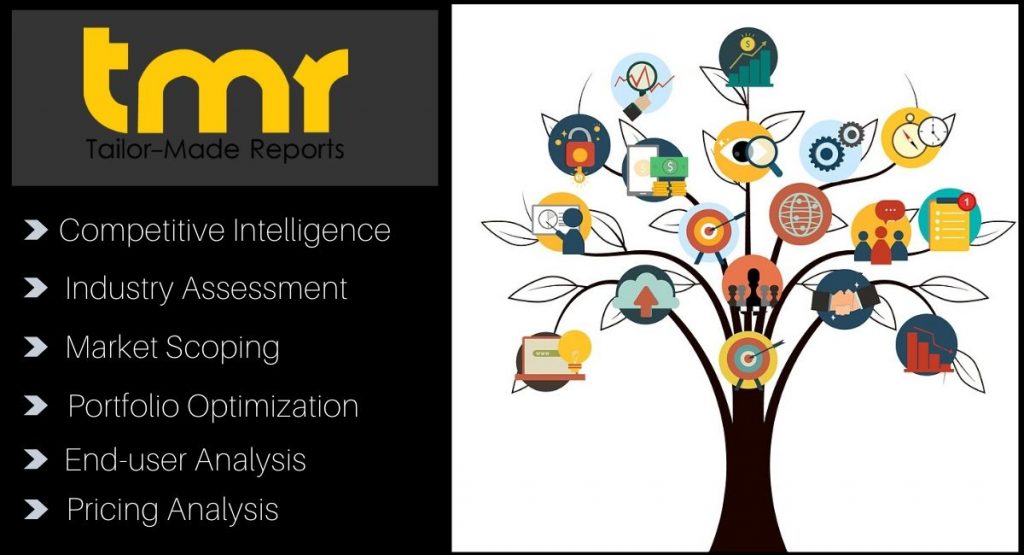 tmr
Tailor-Made Reports
Competitive Intelligence
Industry Assessment
Market Scoping
Portfolio Optimization
End-user Analysis
Pricing Analysis
$
$
1
www